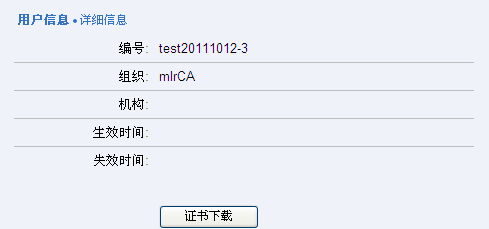 用户信息 • 详细信息
编号: test20111012-3
组织: mlrCA
机构:
生效时间:
失效时间:
证书下载